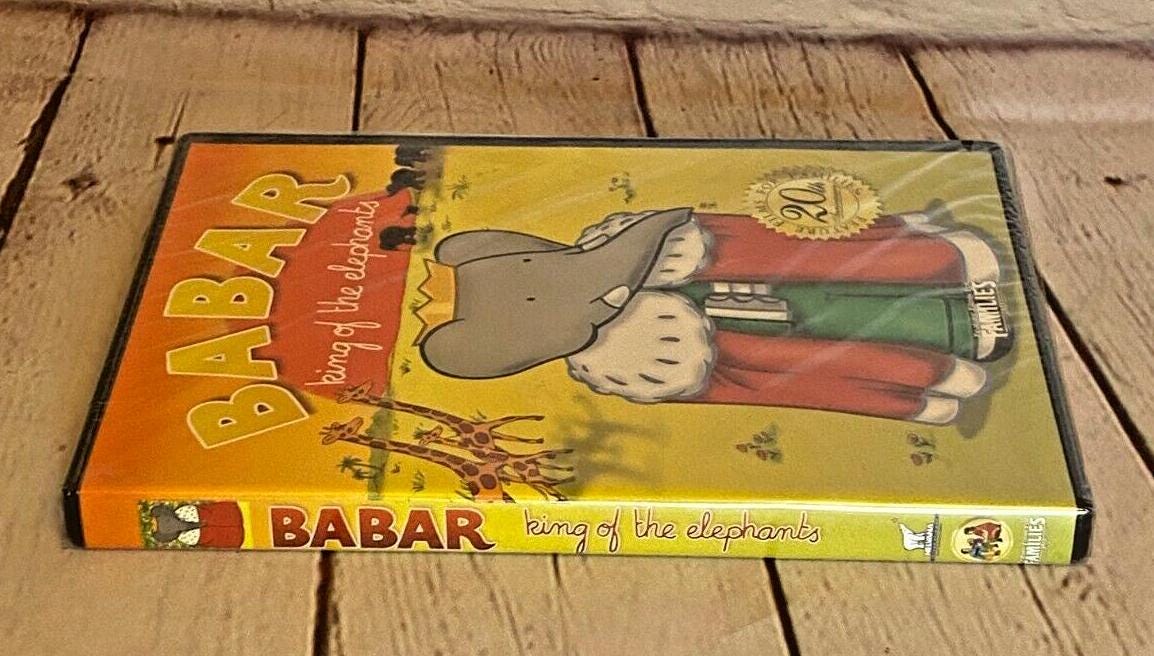 BABAR
king of the elephants
20th
FAMILIES
BABAR king of the elephants
FAMILIES